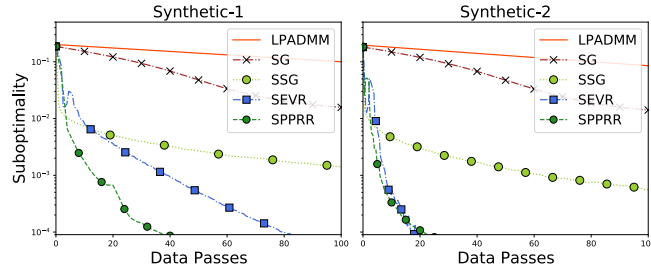 Synthetic-1
Suboptimality
10⁻¹
10⁻²
10⁻³
10⁻⁴
LPADMM
SG
SSG
SEVR
SPPRR
0 20 40 60 80 100
Data Passes
Synthetic-2
LPADMM
SG
SSG
SEVR
SPPRR
0 20 40 60 80 100
Data Passes